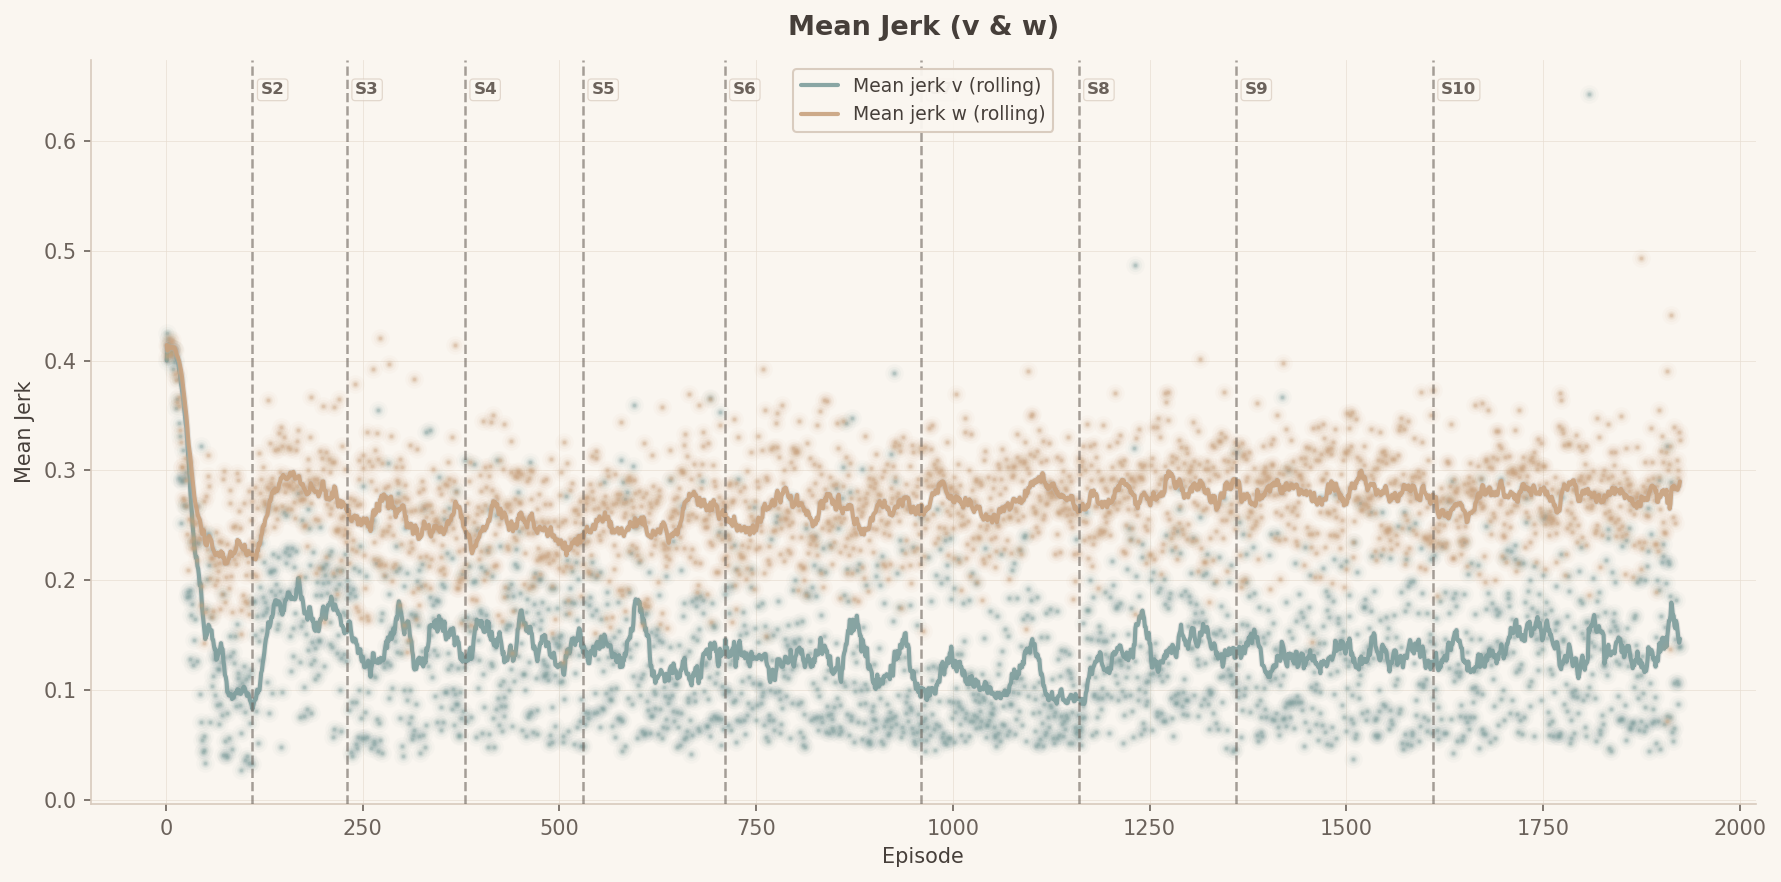 Mean Jerk (v & w)
S2
S3
S4
S5
S6
S8
S9
S10
Mean jerk v (rolling)
Mean jerk w (rolling)
Mean Jerk
0.6
0.5
0.4
0.3
0.2
0.1
0.0
0
250
500
750
1000
1250
1500
1750
2000
Episode